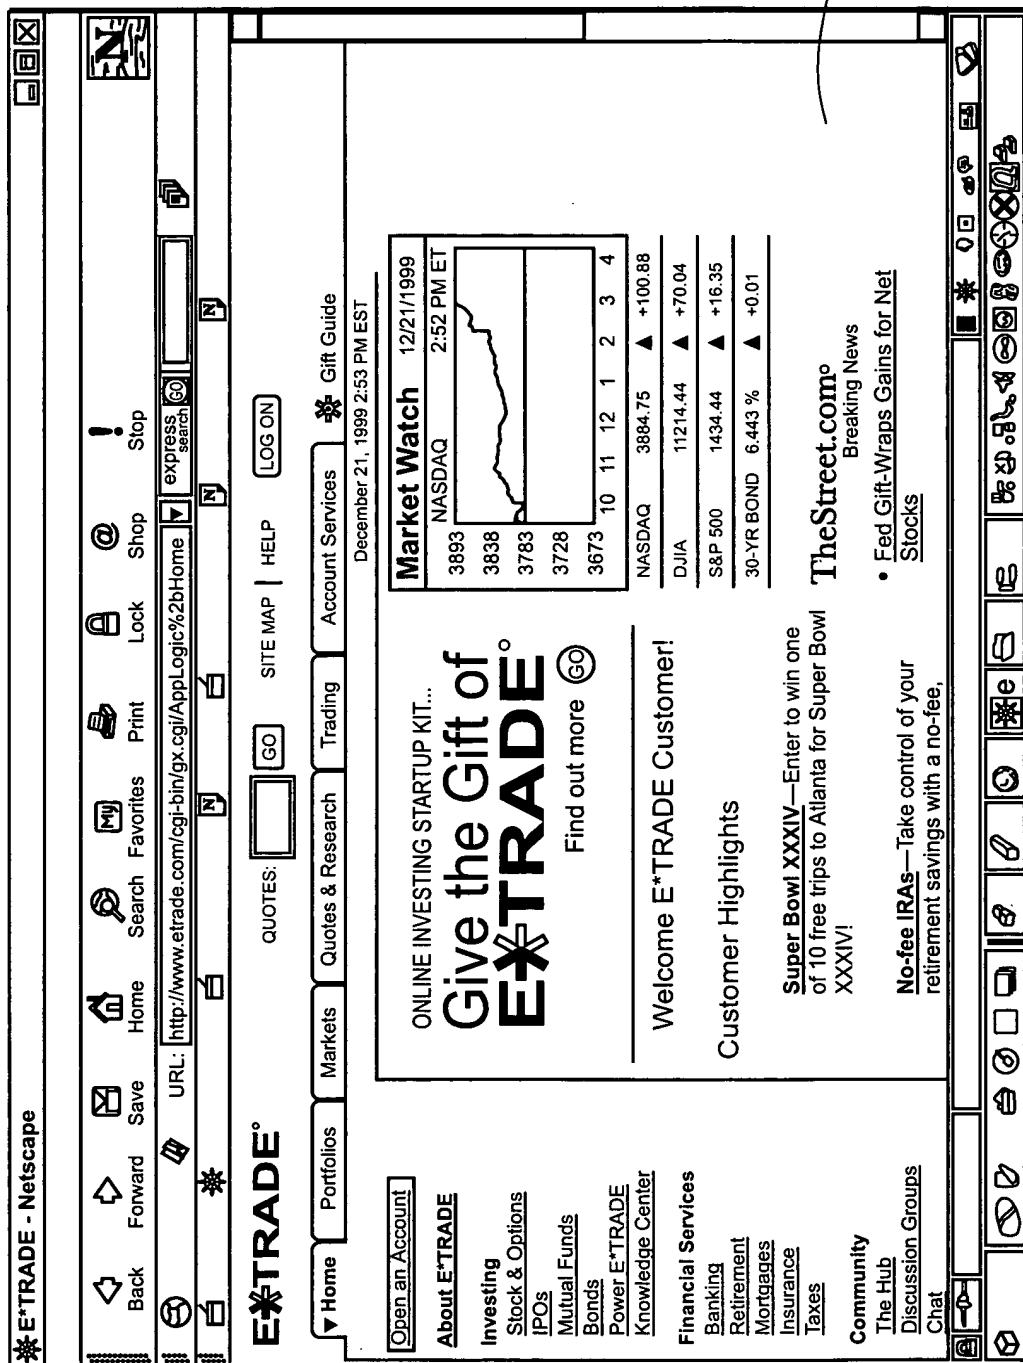 E*TRADE - Netscape
Back Forward Save Home Search Favorites Print Lock Shop Stop
URL: http://www.etrade.com/cgi-bin/gx.cgi/AppLogic%2bHome express search GO
E*TRADE
QUOTES: GO SITE MAP | HELP LOG ON
▼ Home Portfolios Markets Quotes & Research Trading Account Services Gift Guide
December 21, 1999 2:53 PM EST
Open an Account
About E*TRADE
Investing
Stock & Options
IPOs
Mutual Funds
Bonds
Power E*TRADE
Knowledge Center
Financial Services
Banking
Retirement
Mortgages
Insurance
Taxes
Community
The Hub
Discussion Groups
Chat
ONLINE INVESTING STARTUP KIT...
Give the Gift of
E*TRADE
Find out more GO
Welcome E*TRADE Customer!
Customer Highlights
Super Bowl XXXIV—Enter to win one
of 10 free trips to Atlanta for Super Bowl
XXXIV!
No-fee IRAs—Take control of your
retirement savings with a no-fee,
Market Watch 12/21/1999
NASDAQ 2:52 PM ET
3893
3838
3783
3728
3673
10 11 12 1 2 3 4
NASDAQ 3884.75 ▲ +100.88
DJIA 11214.44 ▲ +70.04
S&P 500 1434.44 ▲ +16.35
30-YR BOND 6.443 % ▲ +0.01
TheStreet.com
Breaking News
• Fed Gift-Wraps Gains for Net
Stocks